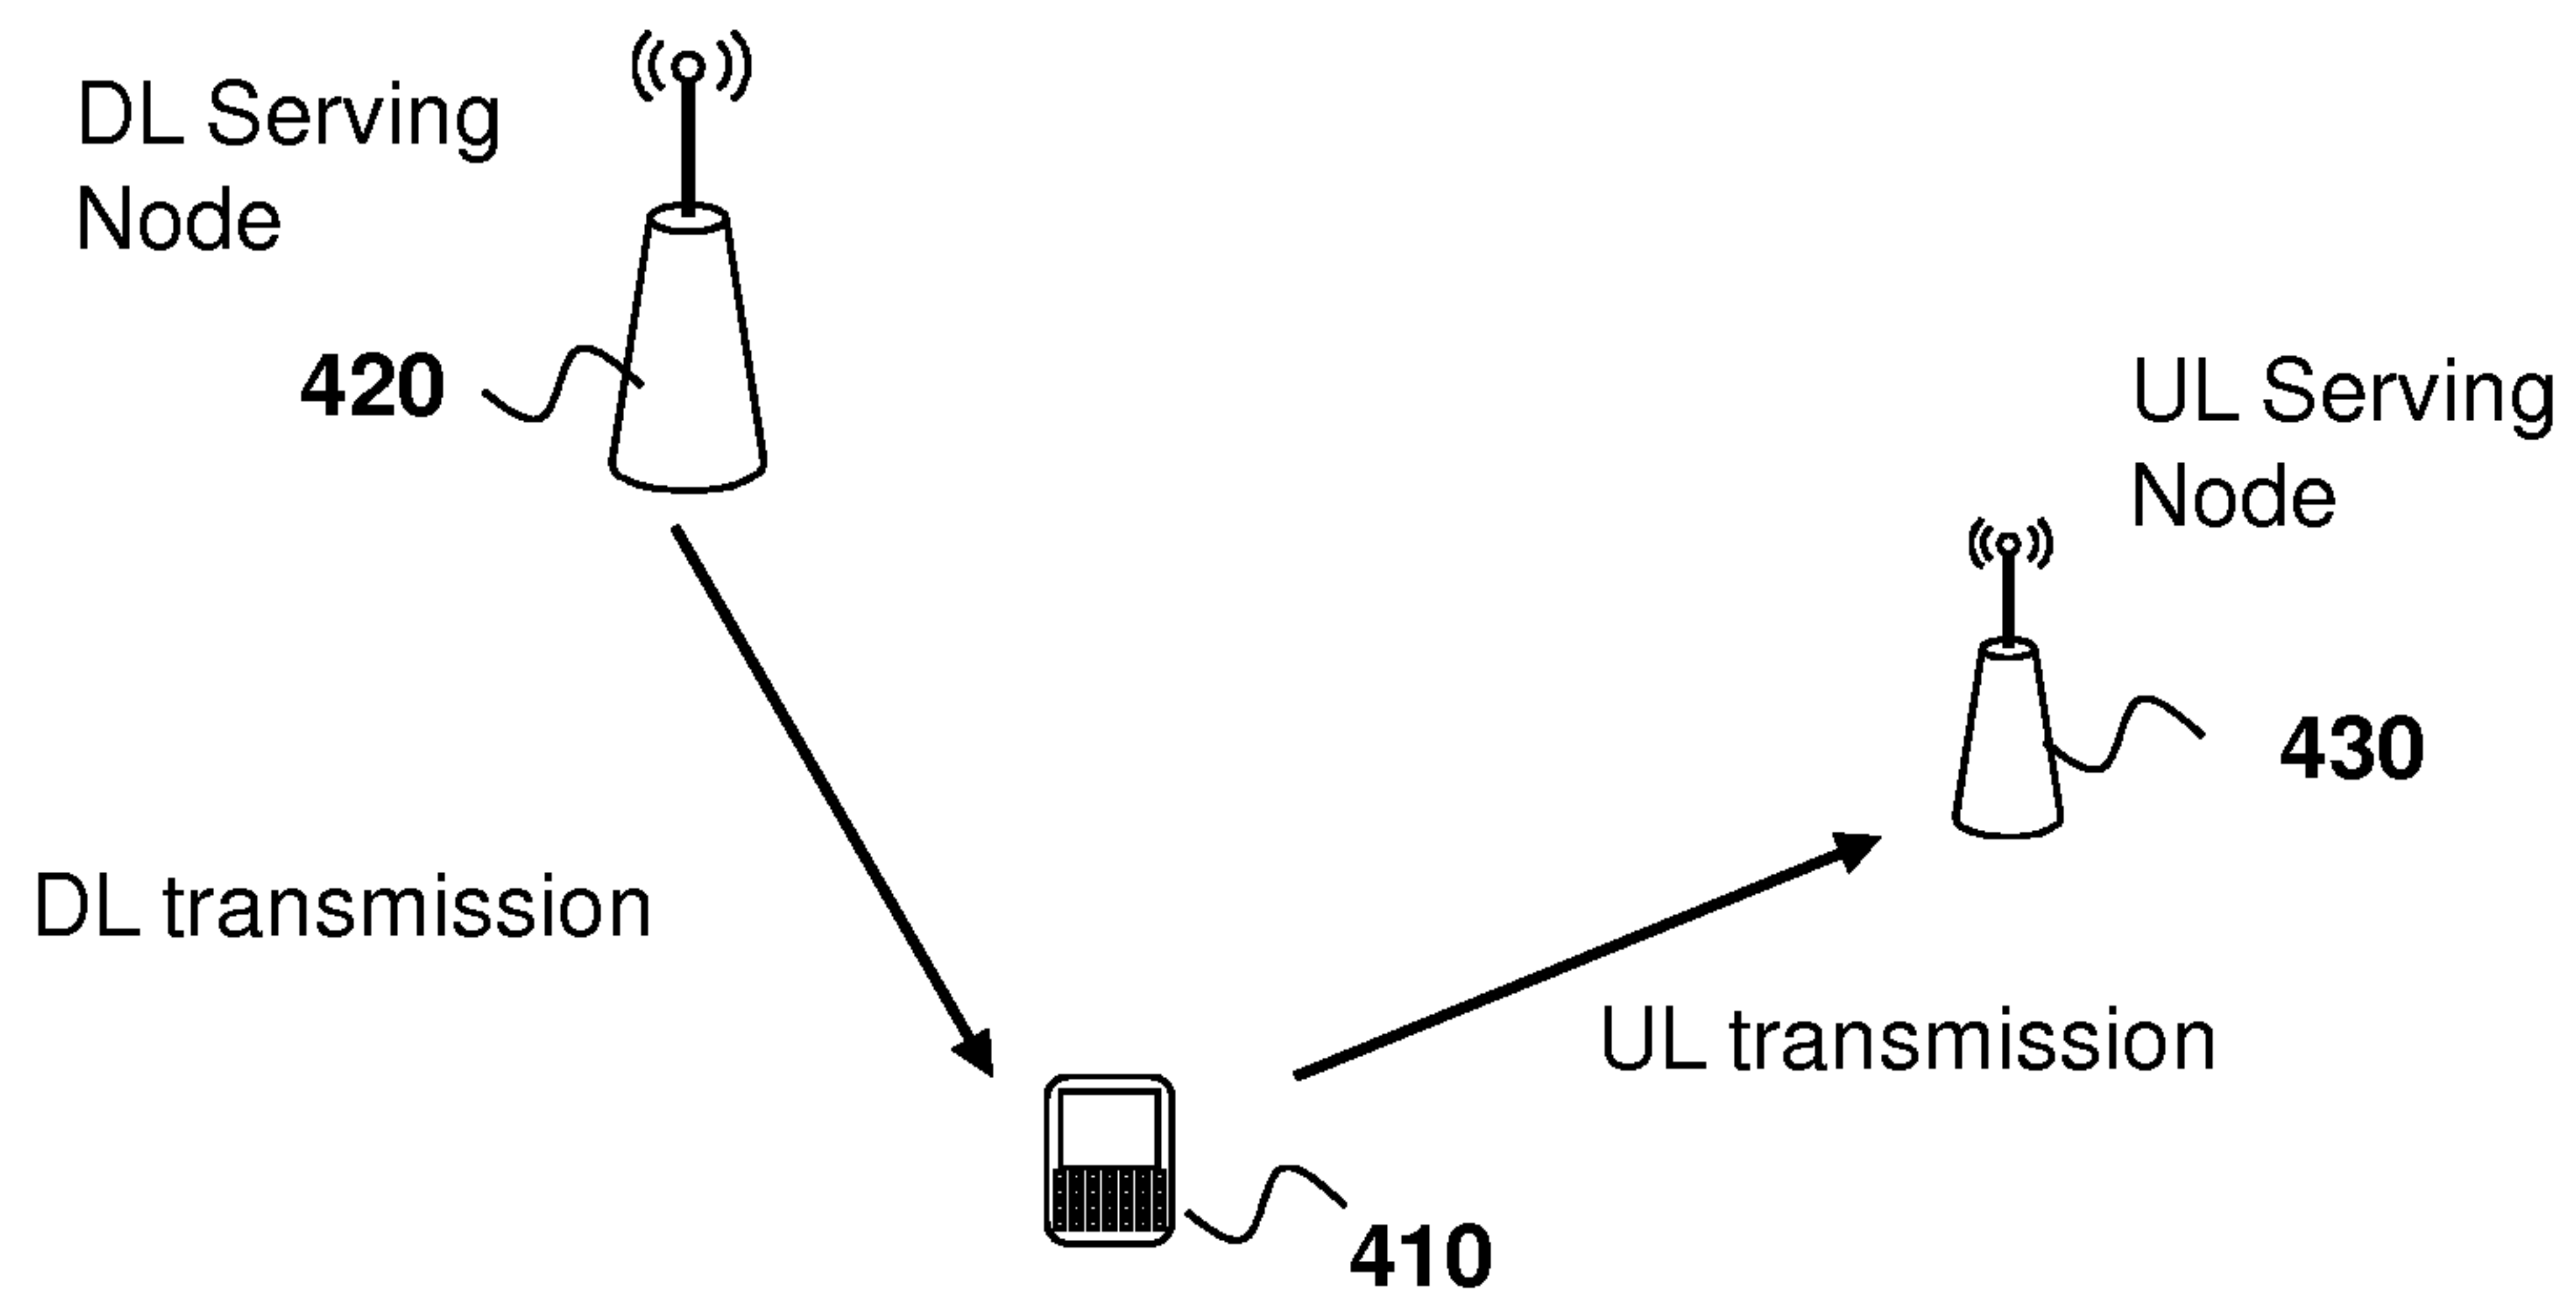 DL Serving
Node
420
UL Serving
Node
430
DL transmission
UL transmission
410